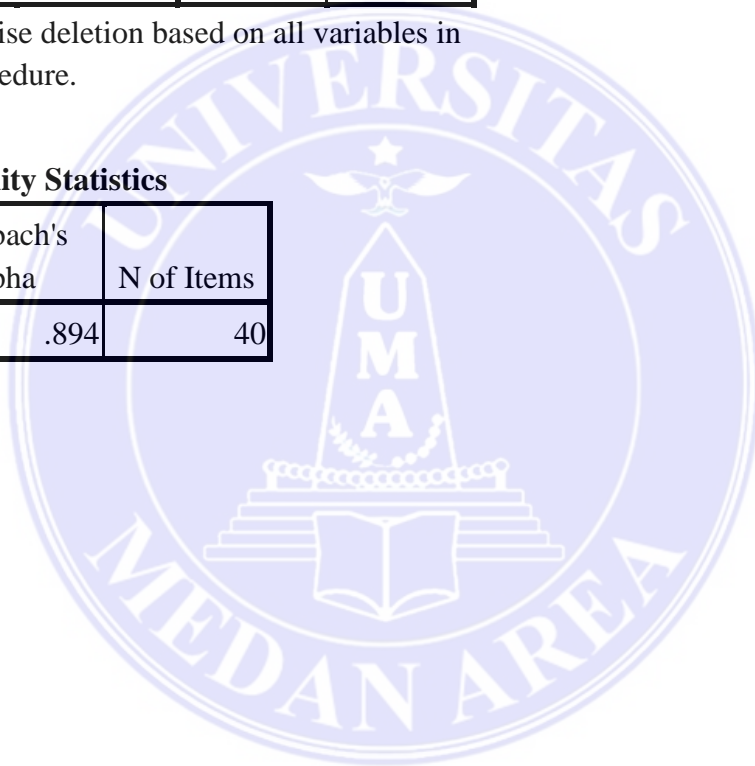 ise deletion based on all variables in
edure.
ity Statistics
bach's
pha
N of Items
.894
40
UNIVERSITAS
UMA
MEDAN AREA